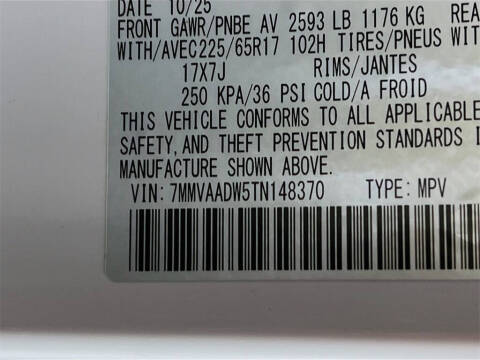 DATE 10/25
FRONT GAWR/PNBE AV 2593 LB 1176 KG REA
WITH/AVEC225/65R17 102H TIRES/PNEUS WIT
17X7J RIMS/JANTES
250 KPA/36 PSI COLD/A FROID
THIS VEHICLE CONFORMS TO ALL APPLICABLE
SAFETY, AND THEFT PREVENTION STANDARDS I
MANUFACTURE SHOWN ABOVE.
VIN: 7MMVAADW5TN148370 TYPE: MPV